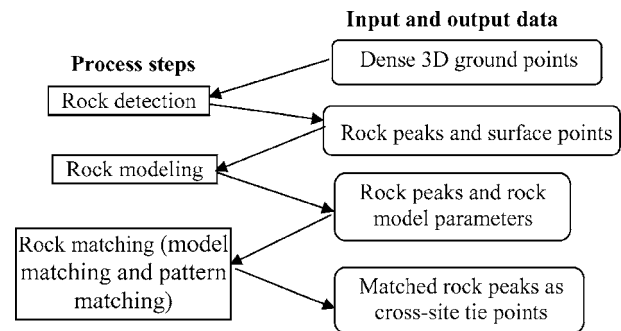 Input and output data
Process steps
Dense 3D ground points
Rock detection
Rock peaks and surface points
Rock modeling
Rock peaks and rock
model parameters
Rock matching (model
matching and pattern
matching)
Matched rock peaks as
cross-site tie points